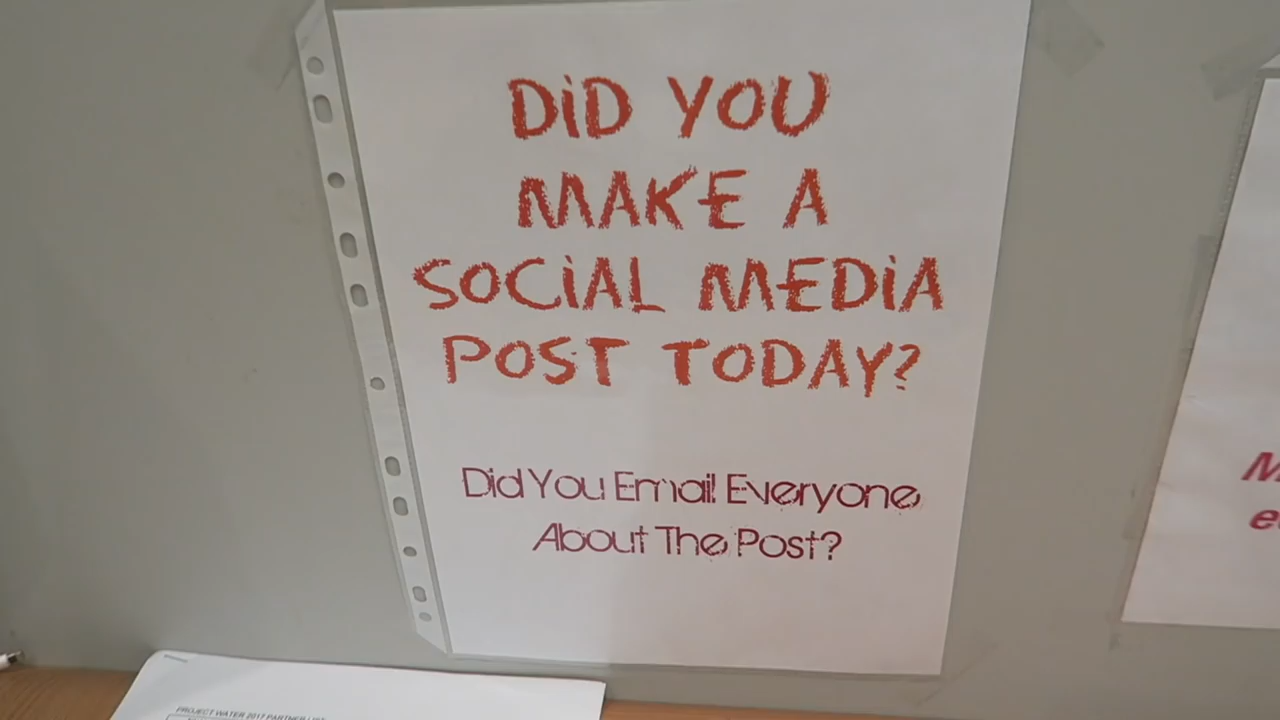 DiD YOU
MAKE A
SOCiAL MEDiA
POST TODAY?
Did You Email Everyone
About The Post?
PROJECT WATER 2017 PARTNER LIST